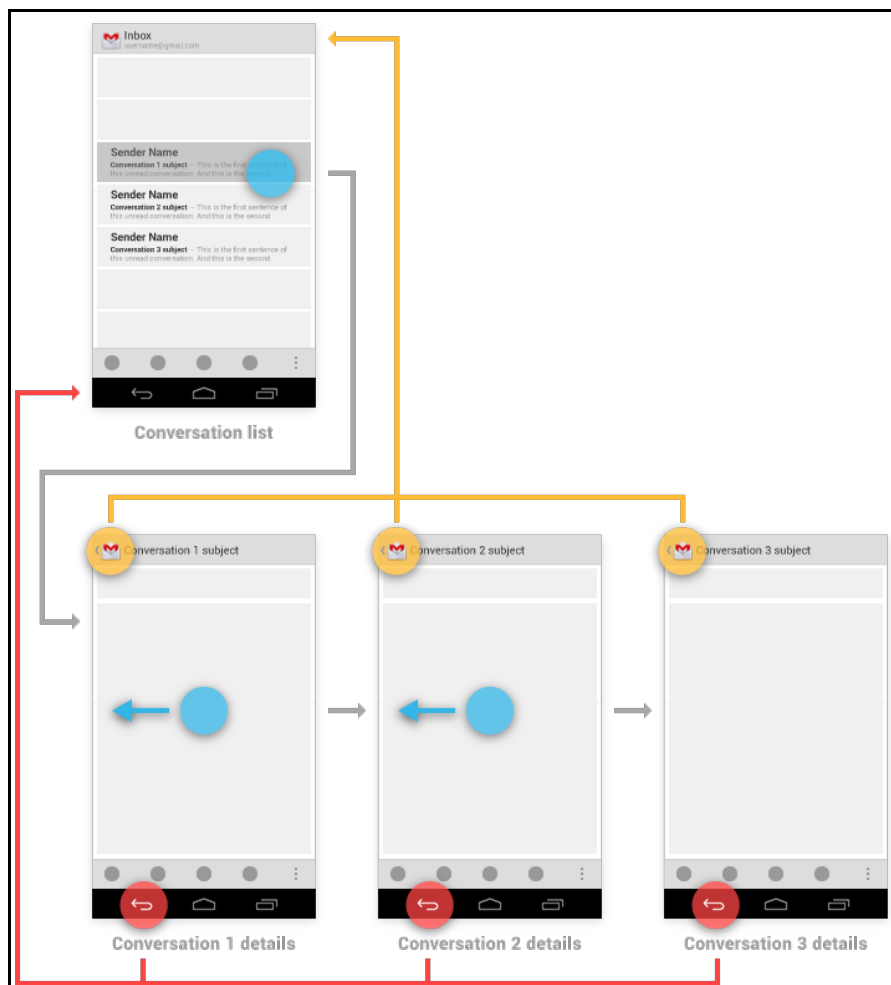 Inbox
username@gmail.com
Sender Name
Conversation 1 subject – This is the first sentence of
this unread conversation. And this is the second
Sender Name
Conversation 2 subject – This is the first sentence of
this unread conversation. And this is the second
Sender Name
Conversation 3 subject – This is the first sentence of
this unread conversation. And this is the second
Conversation list
Conversation 1 subject
Conversation 2 subject
Conversation 3 subject
Conversation 1 details
Conversation 2 details
Conversation 3 details